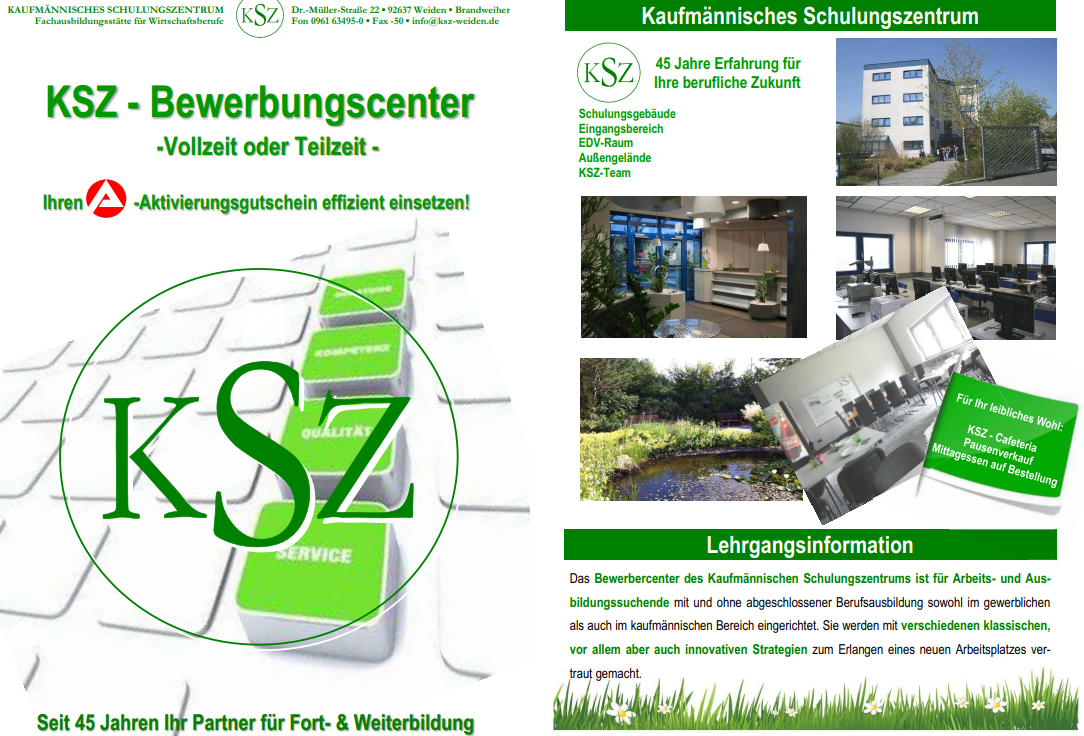 KAUFMÄNNISCHES SCHULUNGSZENTRUM
Fachausbildungsstätte für Wirtschaftsberufe
KSZ
Dr.-Müller-Straße 22 ▪ 92637 Weiden ▪ Brandweiher
Fon 0961 63495-0 ▪ Fax -50 ▪ info@ksz-weiden.de
KSZ - Bewerbungscenter
-Vollzeit oder Teilzeit -
Ihren -Aktivierungsgutschein effizient einsetzen!
KOMPETENZ
QUALITÄT
KSZ
SERVICE
Seit 45 Jahren Ihr Partner für Fort- & Weiterbildung
Kaufmännisches Schulungszentrum
KSZ
45 Jahre Erfahrung für
Ihre berufliche Zukunft
Schulungsgebäude
Eingangsbereich
EDV-Raum
Außengelände
KSZ-Team
Für Ihr leibliches Wohl:
KSZ - Cafeteria
Pausenverkauf
Mittagessen auf Bestellung
Lehrgangsinformation
Das Bewerbercenter des Kaufmännischen Schulungszentrums ist für Arbeits- und Aus-
bildungssuchende mit und ohne abgeschlossener Berufsausbildung sowohl im gewerblichen
als auch im kaufmännischen Bereich eingerichtet. Sie werden mit verschiedenen klassischen,
vor allem aber auch innovativen Strategien zum Erlangen eines neuen Arbeitsplatzes ver-
traut gemacht.